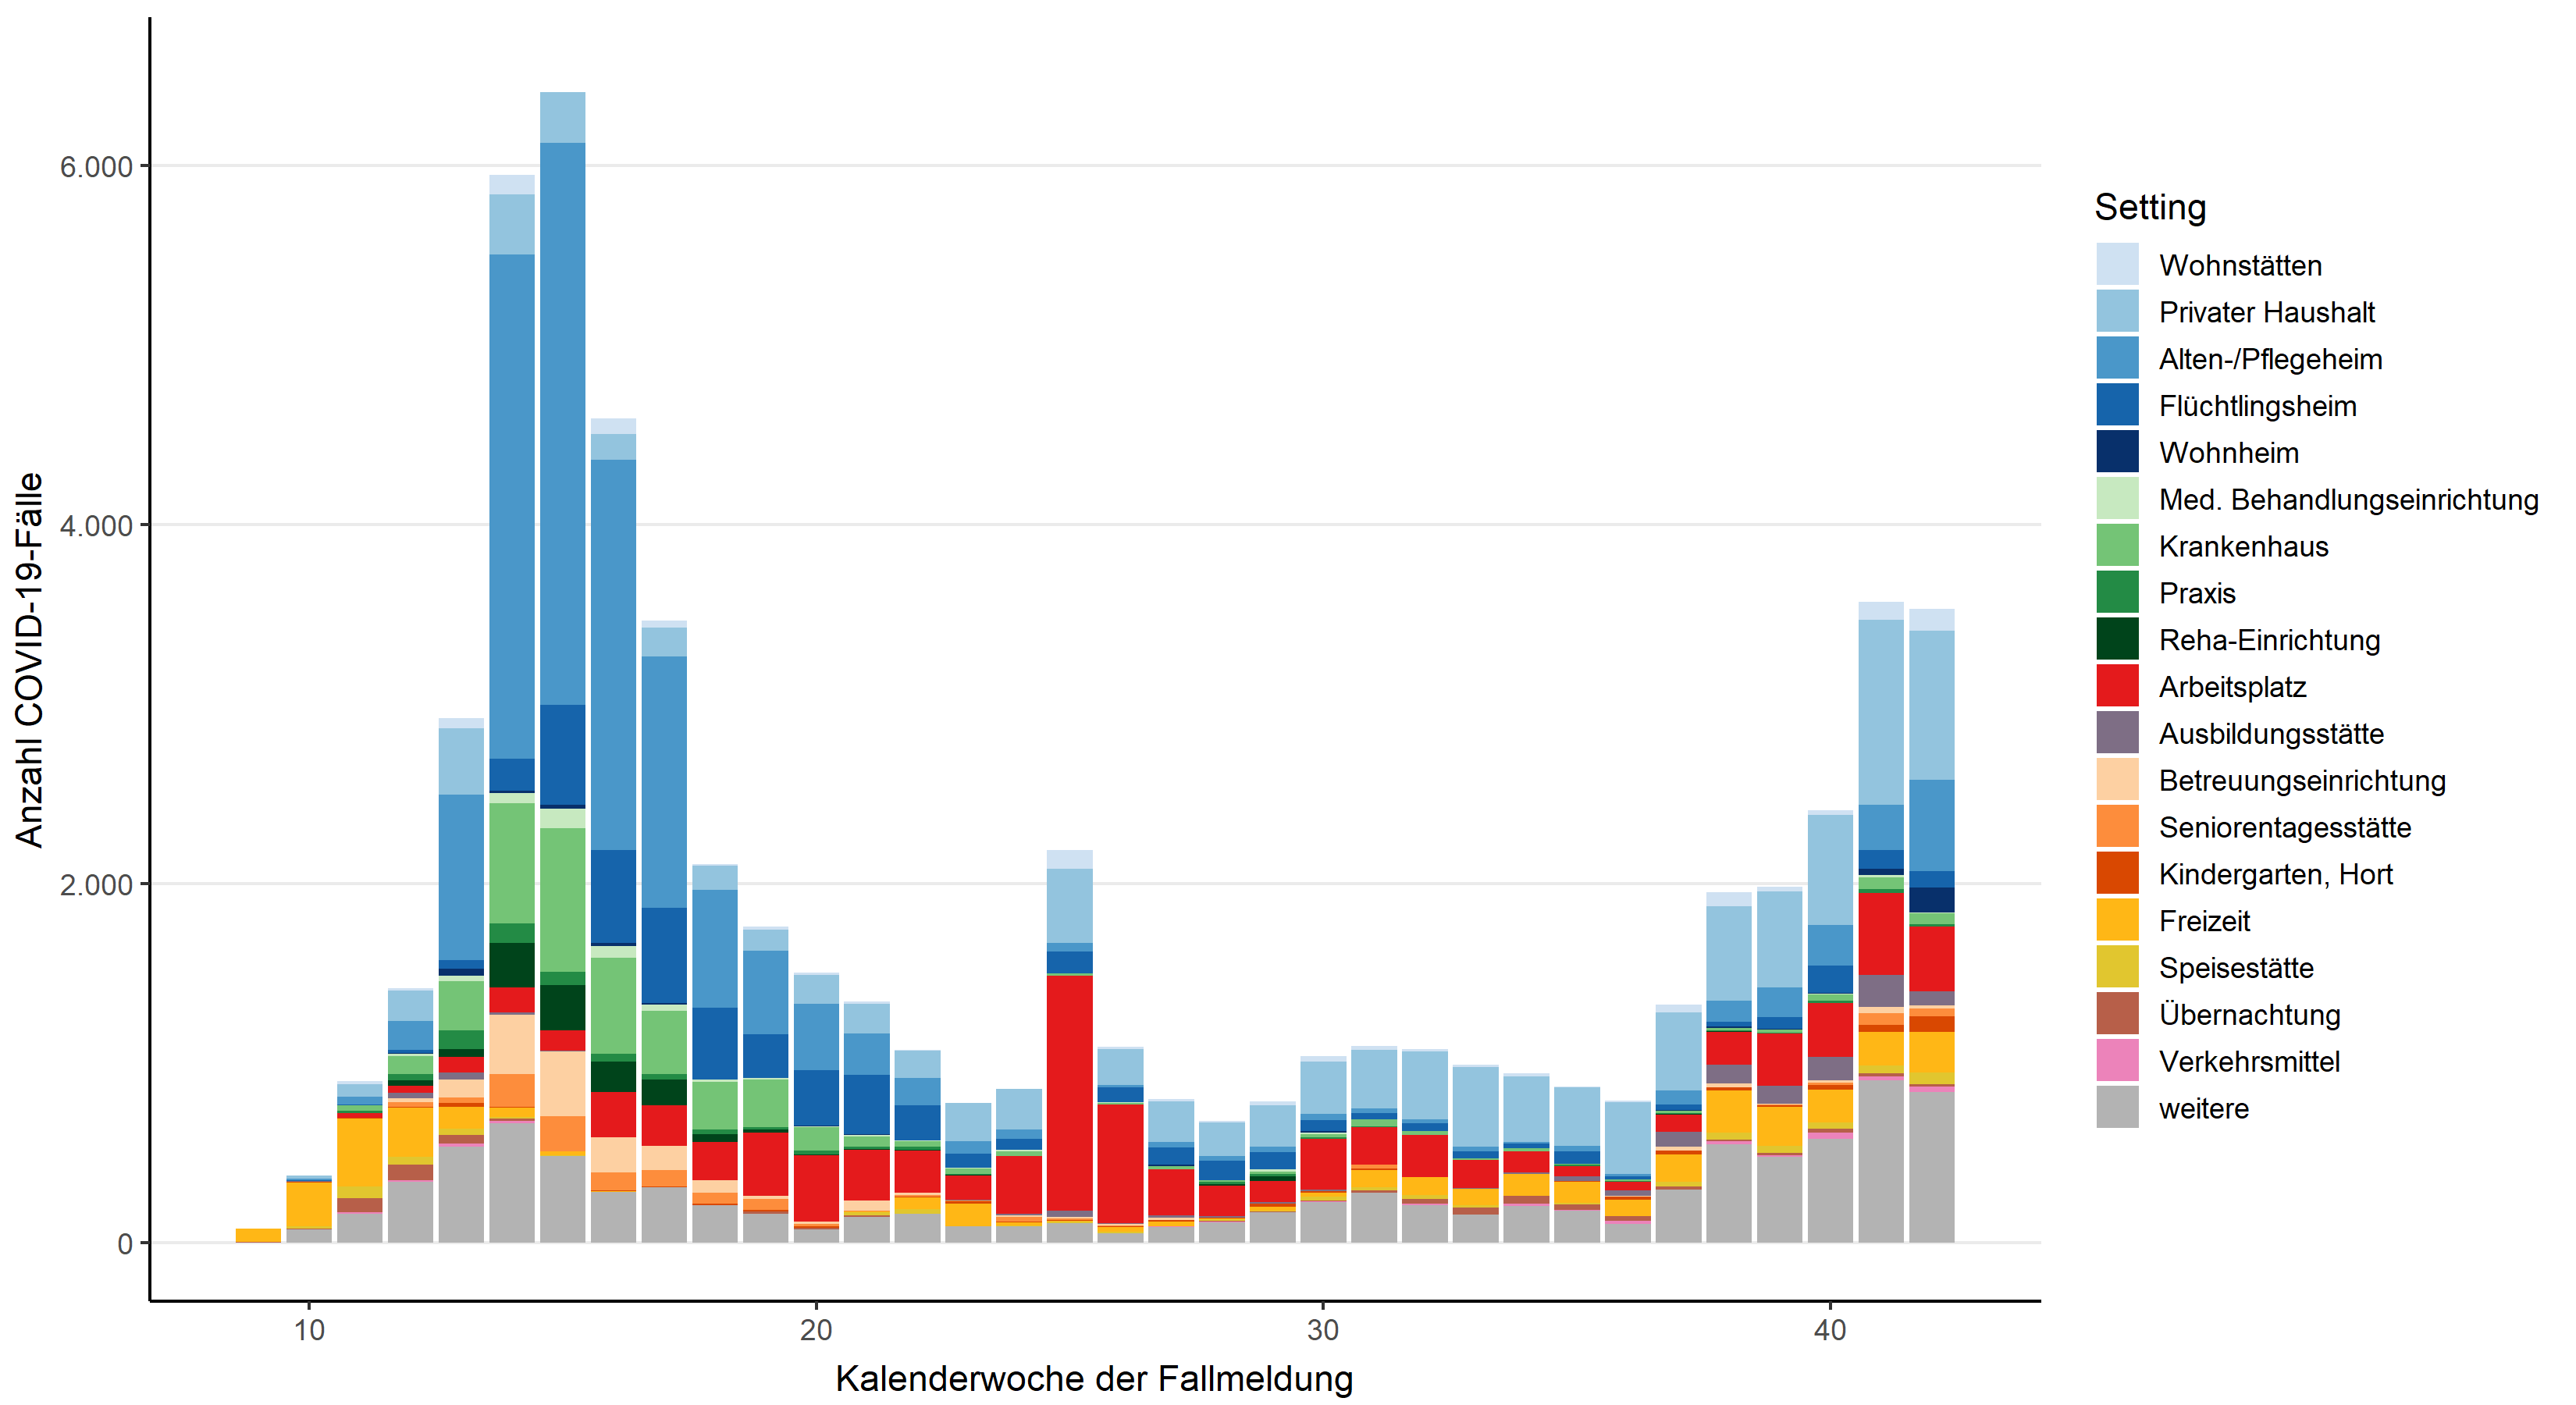 Anzahl COVID-19-Fälle
6.000
4.000
2.000
0
10
20
30
40
Kalenderwoche der Fallmeldung
Setting
Wohnstätten
Privater Haushalt
Alten-/Pflegeheim
Flüchtlingsheim
Wohnheim
Med. Behandlungseinrichtung
Krankenhaus
Praxis
Reha-Einrichtung
Arbeitsplatz
Ausbildungsstätte
Betreuungseinrichtung
Seniorentagesstätte
Kindergarten, Hort
Freizeit
Speisestätte
Übernachtung
Verkehrsmittel
weitere